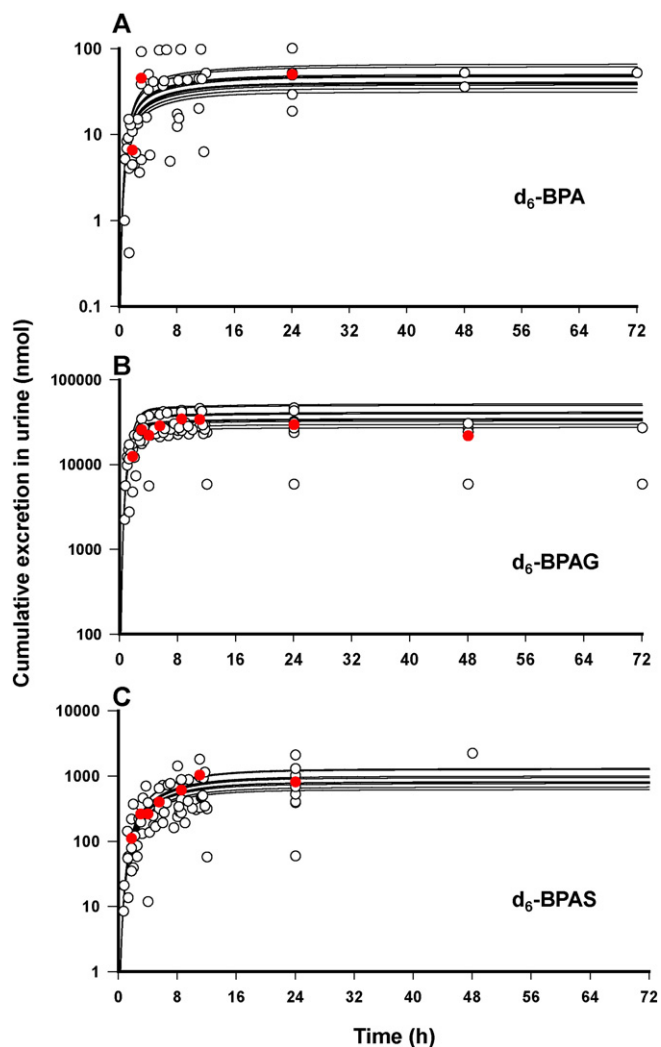 A
100
10
1
0.1
d₆-BPA
0 8 16 24 32 40 48 56 64 72
B
100000
10000
1000
100
d₆-BPAG
0 8 16 24 32 40 48 56 64 72
C
10000
1000
100
10
1
d₆-BPAS
0 8 16 24 32 40 48 56 64 72
Cumulative excretion in urine (nmol)
Time (h)